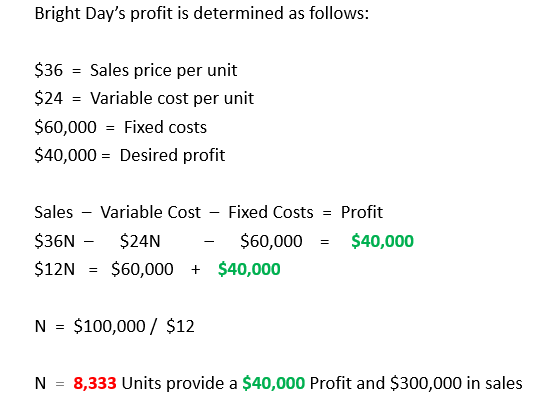 Bright Day’s profit is determined as follows:
$36 = Sales price per unit
$24 = Variable cost per unit
$60,000 = Fixed costs
$40,000 = Desired profit
Sales – Variable Cost – Fixed Costs = Profit
$36N – $24N – $60,000 = $40,000
$12N = $60,000 + $40,000
N = $100,000 / $12
N = 8,333 Units provide a $40,000 Profit and $300,000 in sales